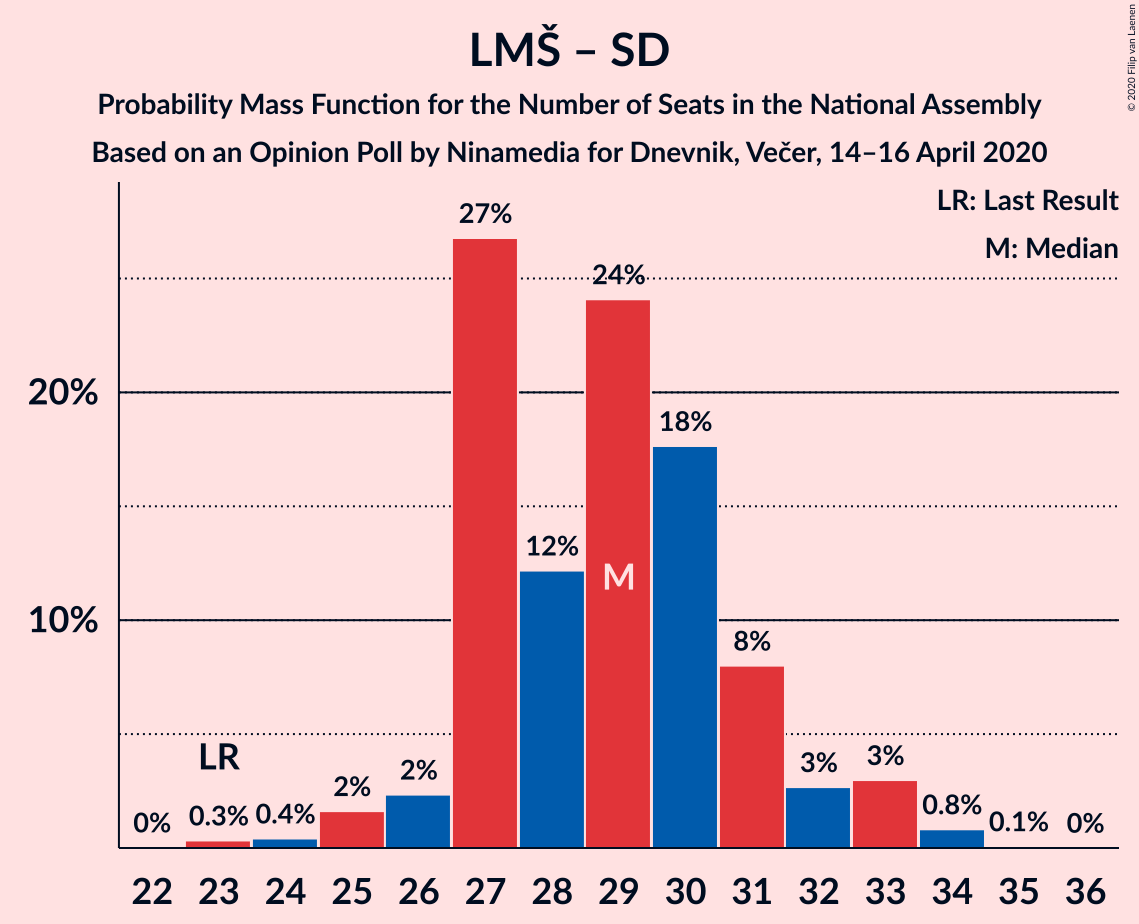 LMŠ – SD
Probability Mass Function for the Number of Seats in the National Assembly
Based on an Opinion Poll by Ninamedia for Dnevnik, Večer, 14–16 April 2020
© 2020 Filip van Laenen
LR: Last Result
M: Median
27%
24%
20%
18%
12%
M
10%
8%
LR
3%
3%
2%
2%
0.8%
0.4%
0.3%
0%
0.1%
0%
22 23 24 25 26 27 28 29 30 31 32 33 34 35 36